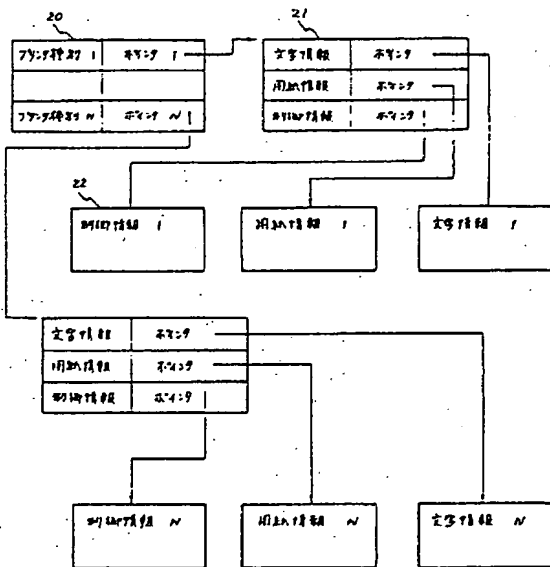 20
21
プリンタ種別 1 ポインタ 1
プリンタ種別 N ポインタ N
文字情報 ポインタ
用紙情報 ポインタ
制御情報 ポインタ
22
制御情報 1
用紙情報 1
文字情報 1
文字情報 ポインタ
用紙情報 ポインタ
制御情報 ポインタ
制御情報 N
用紙情報 N
文字情報 N